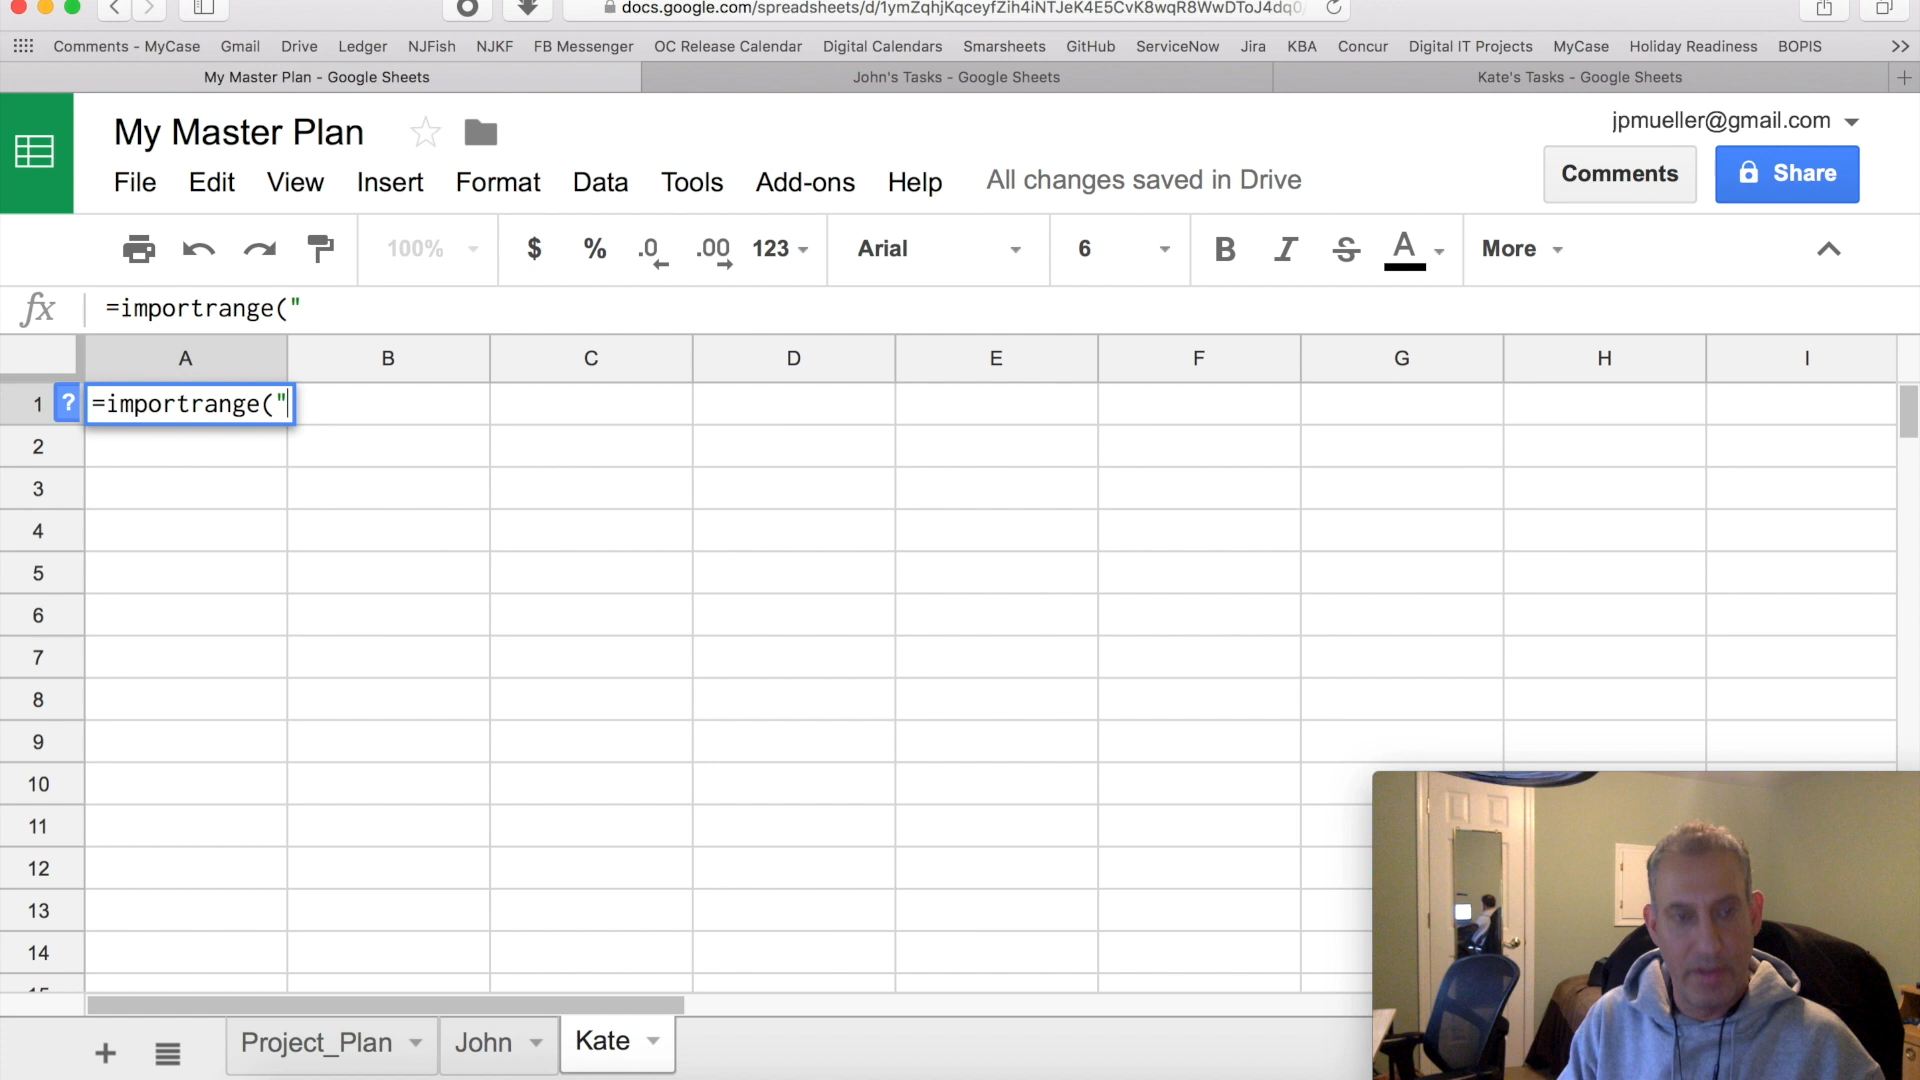 docs.google.com/spreadsheets/d/1ymZqhjKqceyfZih4iNTJeK4E5CvK8wqR8WwDToJ4dq0/
Comments - MyCase Gmail Drive Ledger NJFish NJKF FB Messenger OC Release Calendar Digital Calendars Smarsheets GitHub ServiceNow Jira KBA Concur Digital IT Projects MyCase Holiday Readiness BOPIS >>
My Master Plan - Google Sheets John's Tasks - Google Sheets Kate's Tasks - Google Sheets +
My Master Plan jpmueller@gmail.com
File Edit View Insert Format Data Tools Add-ons Help All changes saved in Drive Comments Share
100% $ % .0 .00 123 Arial 6 B I S A More
fx =importrange("
A B C D E F G H I
1 ? =importrange("
2
3
4
5
6
7
8
9
10
11
12
13
14
+ Project_Plan John Kate